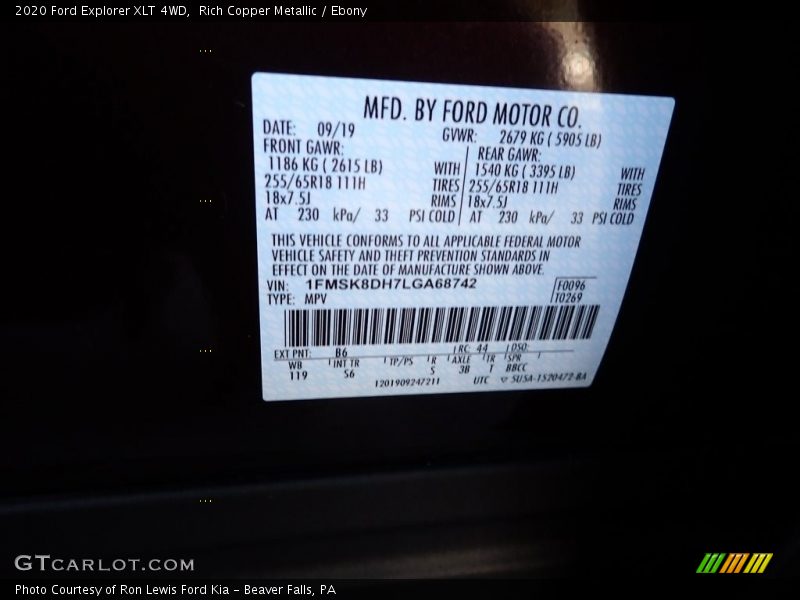 2020 Ford Explorer XLT 4WD, Rich Copper Metallic / Ebony
MFD. BY FORD MOTOR CO.
DATE: 09/19 GVWR: 2679 KG ( 5905 LB)
FRONT GAWR: REAR GAWR:
1186 KG ( 2615 LB) WITH 1540 KG ( 3395 LB) WITH
255/65R18 111H TIRES 255/65R18 111H TIRES
18x7.5J RIMS 18x7.5J RIMS
AT 230 kPa/ 33 PSI COLD AT 230 kPa/ 33 PSI COLD
THIS VEHICLE CONFORMS TO ALL APPLICABLE FEDERAL MOTOR
VEHICLE SAFETY AND THEFT PREVENTION STANDARDS IN
EFFECT ON THE DATE OF MANUFACTURE SHOWN ABOVE.
VIN: 1FMSK8DH7LGA68742 F0096
TYPE: MPV T0269
EXT PNT: B6 RC: 44 DSO:
WB INT TR TP/PS R AXLE TR SPR
119 S6 5 3B T BBCC
1201909247211 UTC ▽ 5U5A-1520472-BA
GTCARLOT.COM
Photo Courtesy of Ron Lewis Ford Kia - Beaver Falls, PA